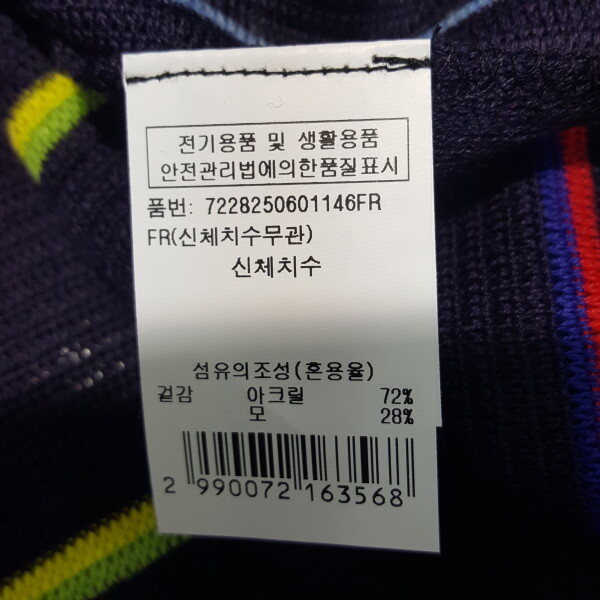 전기용품 및 생활용품
안전관리법에의한품질표시
품번: 7228250601146FR
FR(신체치수무관)
신체치수
섬유의조성(혼용율)
겉감 아크릴 72%
모 28%
2 990072 163568